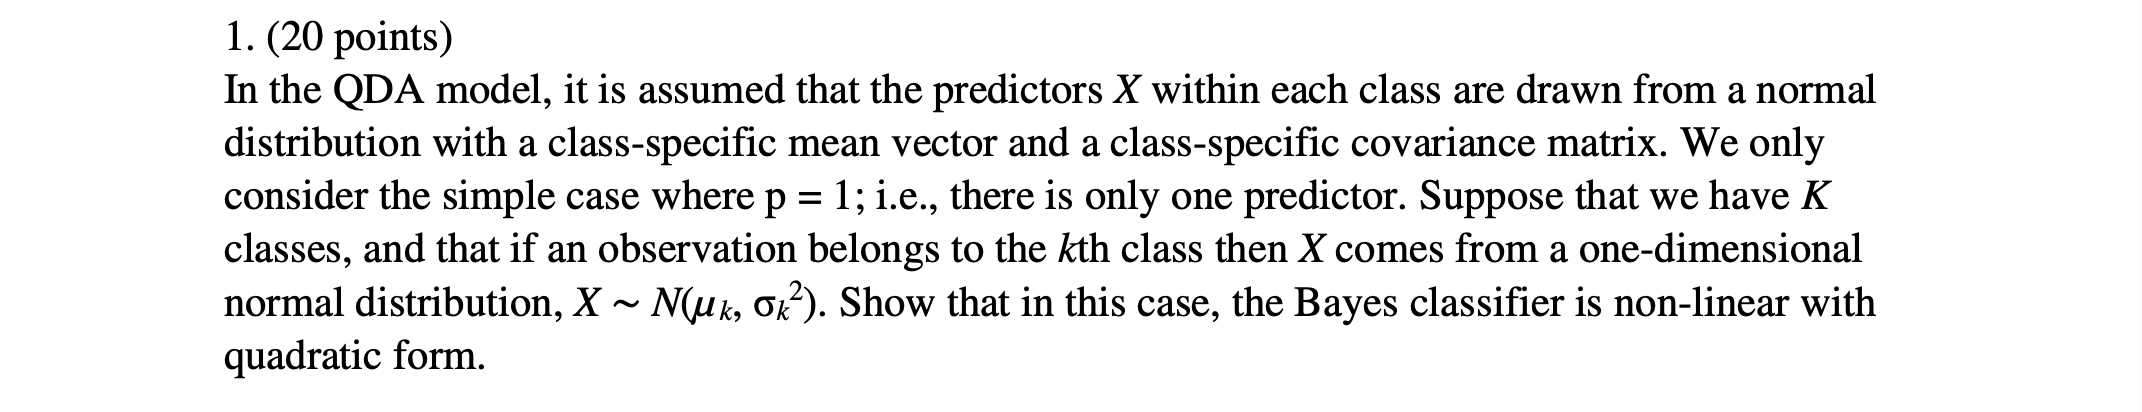 1. (20 points)
In the QDA model, it is assumed that the predictors X within each class are drawn from a normal
distribution with a class-specific mean vector and a class-specific covariance matrix. We only
consider the simple case where p = 1; i.e., there is only one predictor. Suppose that we have K
classes, and that if an observation belongs to the kth class then X comes from a one-dimensional
normal distribution, X ~ N(μk, σk²). Show that in this case, the Bayes classifier is non-linear with
quadratic form.